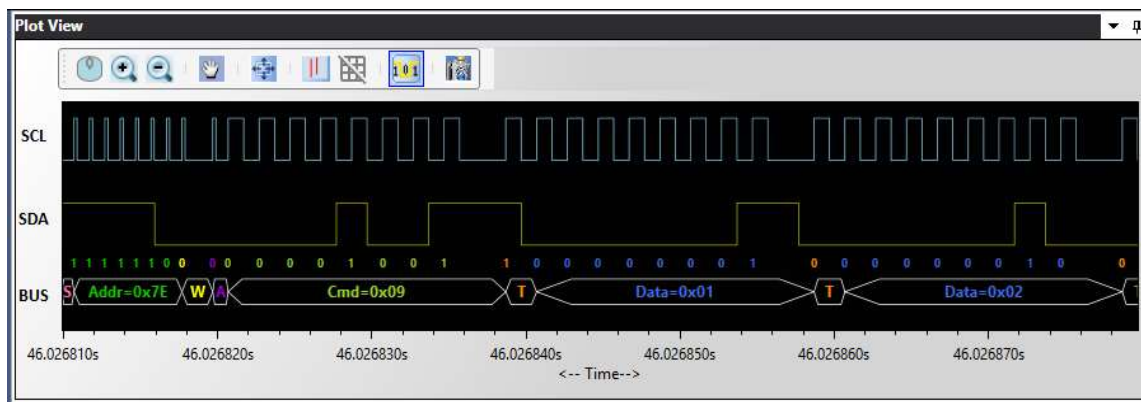 Plot View
1 0 1
SCL
SDA
1 1 1 1 1 1 0 0 0 0 0 0 0 1 0 0 1 1 0 0 0 0 0 0 0 1 0 0 0 0 0 0 0 1 0 0
BUS S Addr=0x7E W A Cmd=0x09 T Data=0x01 T Data=0x02 T
46.026810s 46.026820s 46.026830s 46.026840s 46.026850s 46.026860s 46.026870s
<-- Time-->